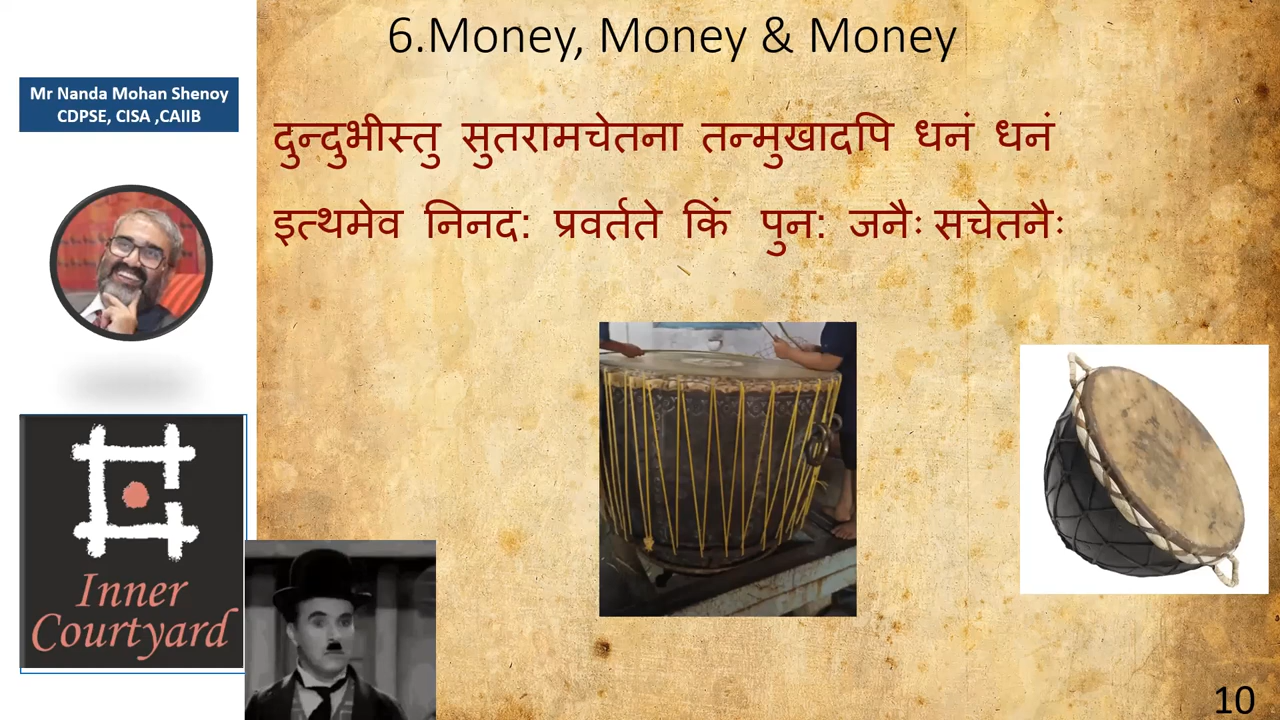 6.Money, Money & Money
Mr Nanda Mohan Shenoy
CDPSE, CISA ,CAIIB
दुन्दुभीस्तु सुतरामचेतना तन्मुखादपि धनं धनं
इत्थमेव निनद: प्रवर्तते किं पुन: जनैः सचेतनैः
Inner
Courtyard
10